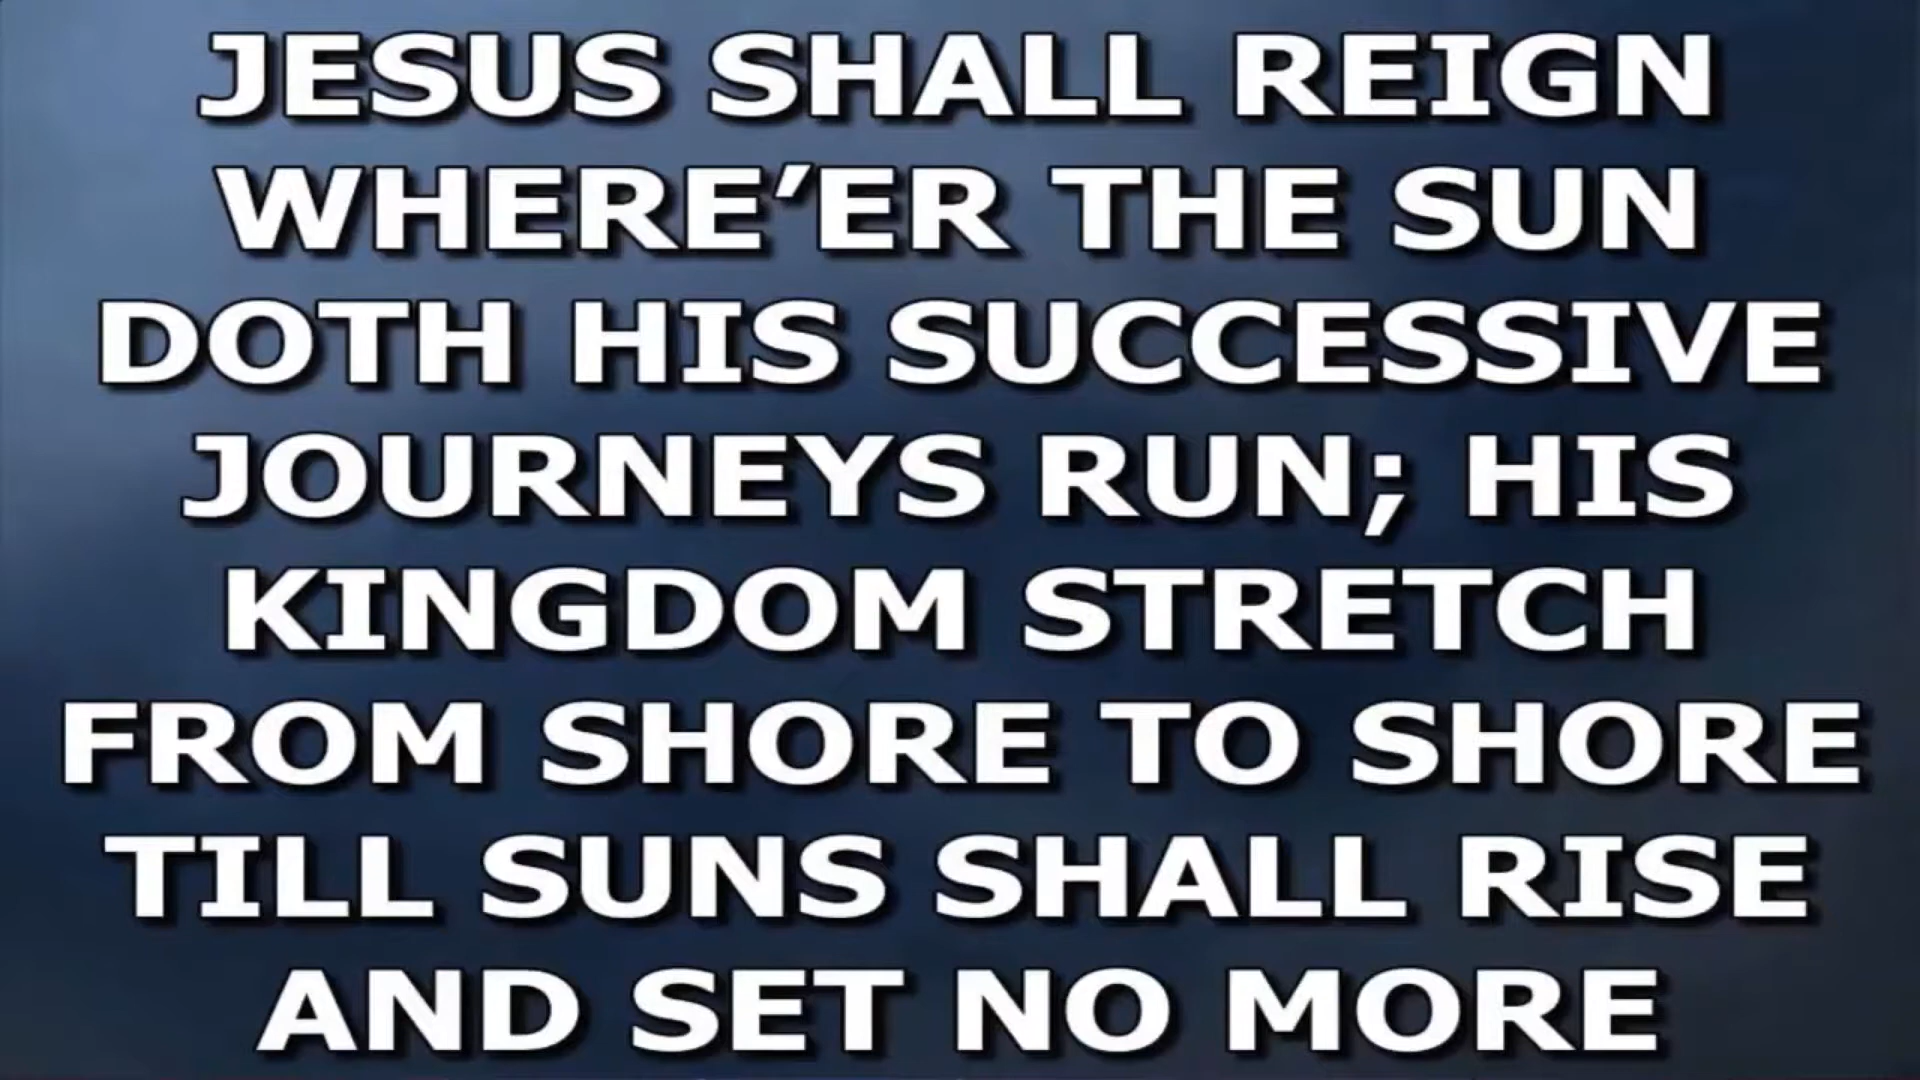 JESUS SHALL REIGN
WHERE’ER THE SUN
DOTH HIS SUCCESSIVE
JOURNEYS RUN; HIS
KINGDOM STRETCH
FROM SHORE TO SHORE
TILL SUNS SHALL RISE
AND SET NO MORE